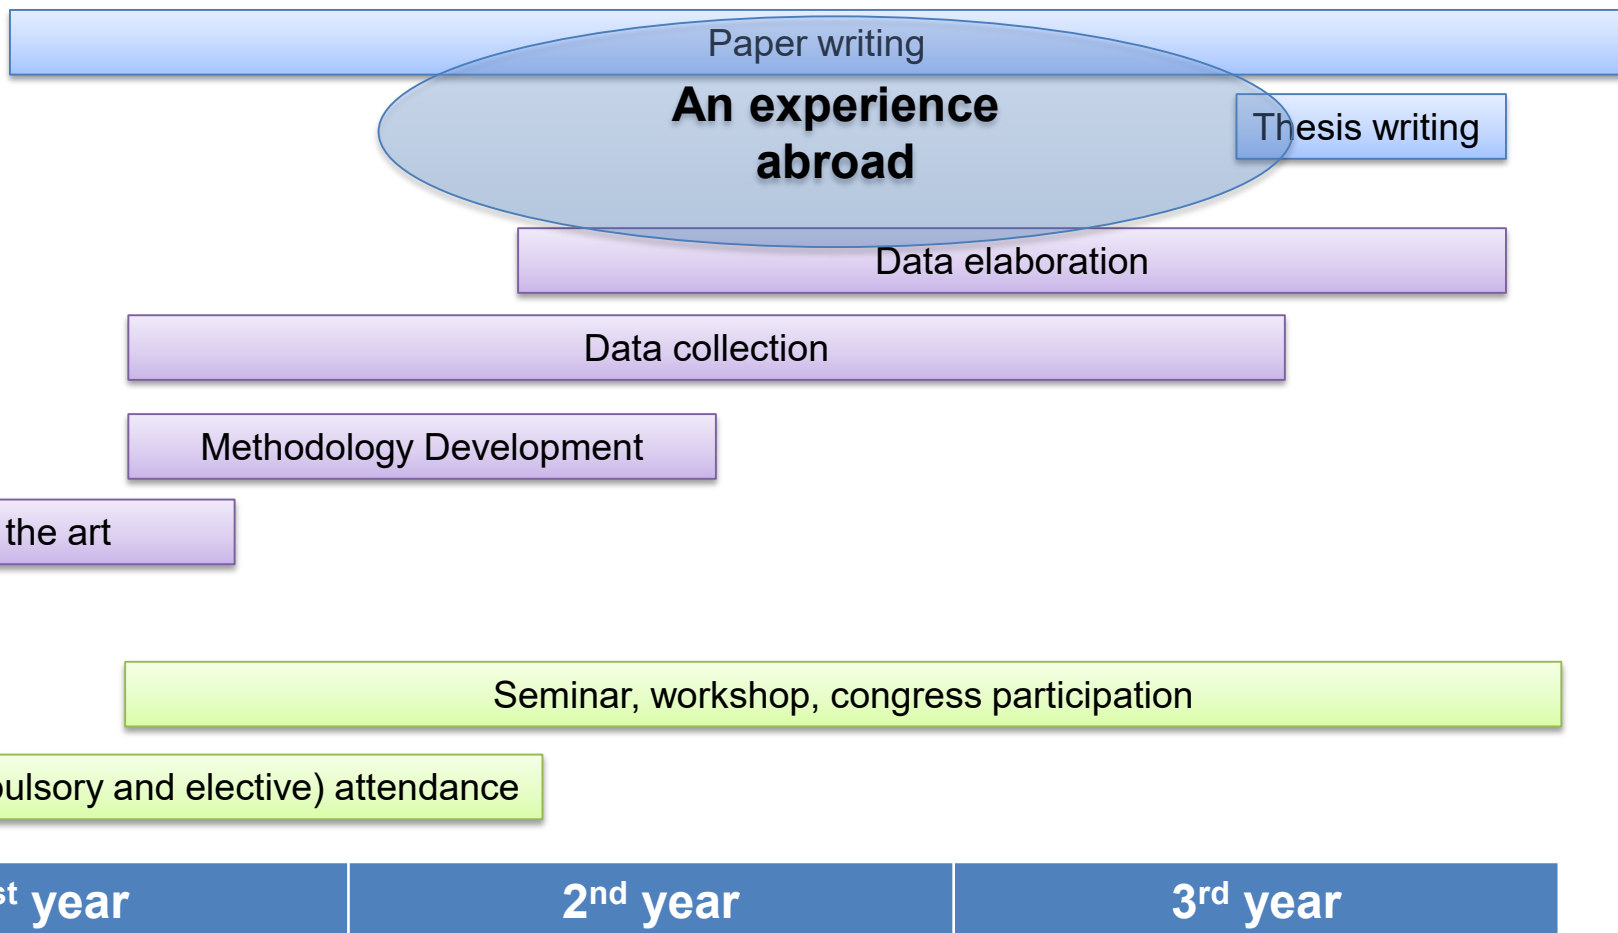 Paper writing
An experience
abroad
Thesis writing
Data elaboration
Data collection
Methodology Development
the art
Seminar, workshop, congress participation
pulsory and elective) attendance
st year
2nd year
3rd year